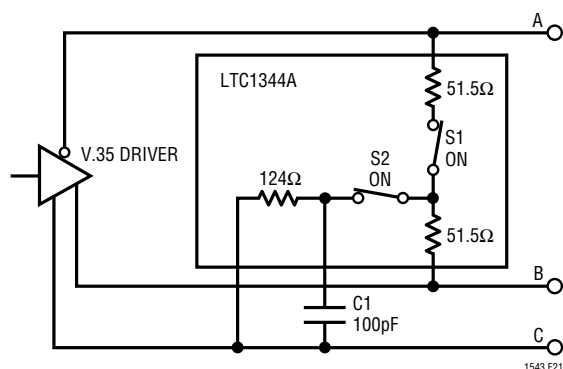 A
LTC1344A
51.5Ω
S1
ON
V.35 DRIVER
S2
ON
124Ω
51.5Ω
B
C1
100pF
C
1543 F21